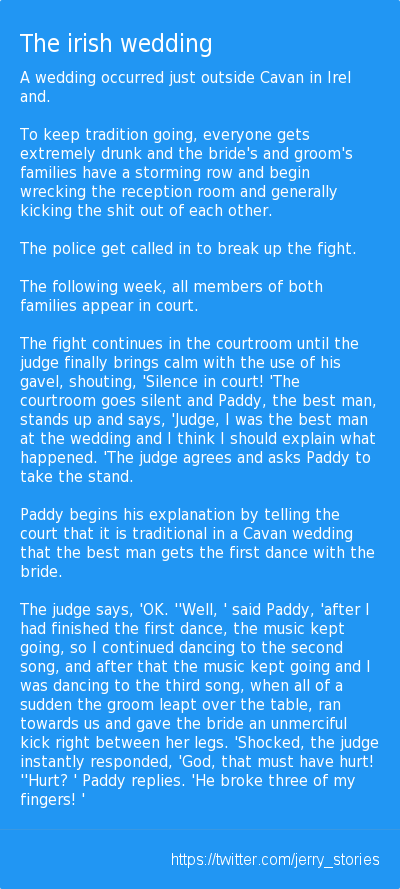 The irish wedding
A wedding occurred just outside Cavan in Irel
and.
To keep tradition going, everyone gets
extremely drunk and the bride's and groom's
families have a storming row and begin
wrecking the reception room and generally
kicking the shit out of each other.
The police get called in to break up the fight.
The following week, all members of both
families appear in court.
The fight continues in the courtroom until the
judge finally brings calm with the use of his
gavel, shouting, 'Silence in court! 'The
courtroom goes silent and Paddy, the best man,
stands up and says, 'Judge, I was the best man
at the wedding and I think I should explain what
happened. 'The judge agrees and asks Paddy to
take the stand.
Paddy begins his explanation by telling the
court that it is traditional in a Cavan wedding
that the best man gets the first dance with the
bride.
The judge says, 'OK. ''Well, ' said Paddy, 'after I
had finished the first dance, the music kept
going, so I continued dancing to the second
song, and after that the music kept going and I
was dancing to the third song, when all of a
sudden the groom leapt over the table, ran
towards us and gave the bride an unmerciful
kick right between her legs. 'Shocked, the judge
instantly responded, 'God, that must have hurt!
''Hurt? ' Paddy replies. 'He broke three of my
fingers! '
https://twitter.com/jerry_stories